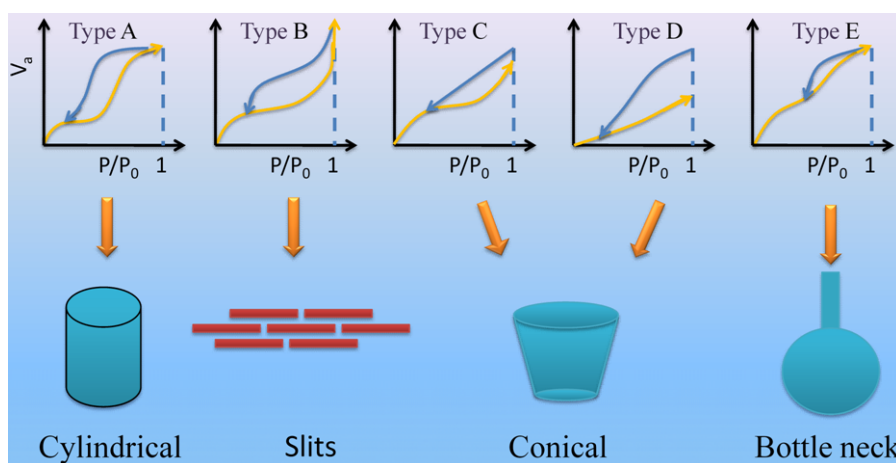 Type A
Type B
Type C
Type D
Type E
Va
P/P0 1
P/P0 1
P/P0 1
P/P0 1
P/P0 1
Cylindrical
Slits
Conical
Bottle neck